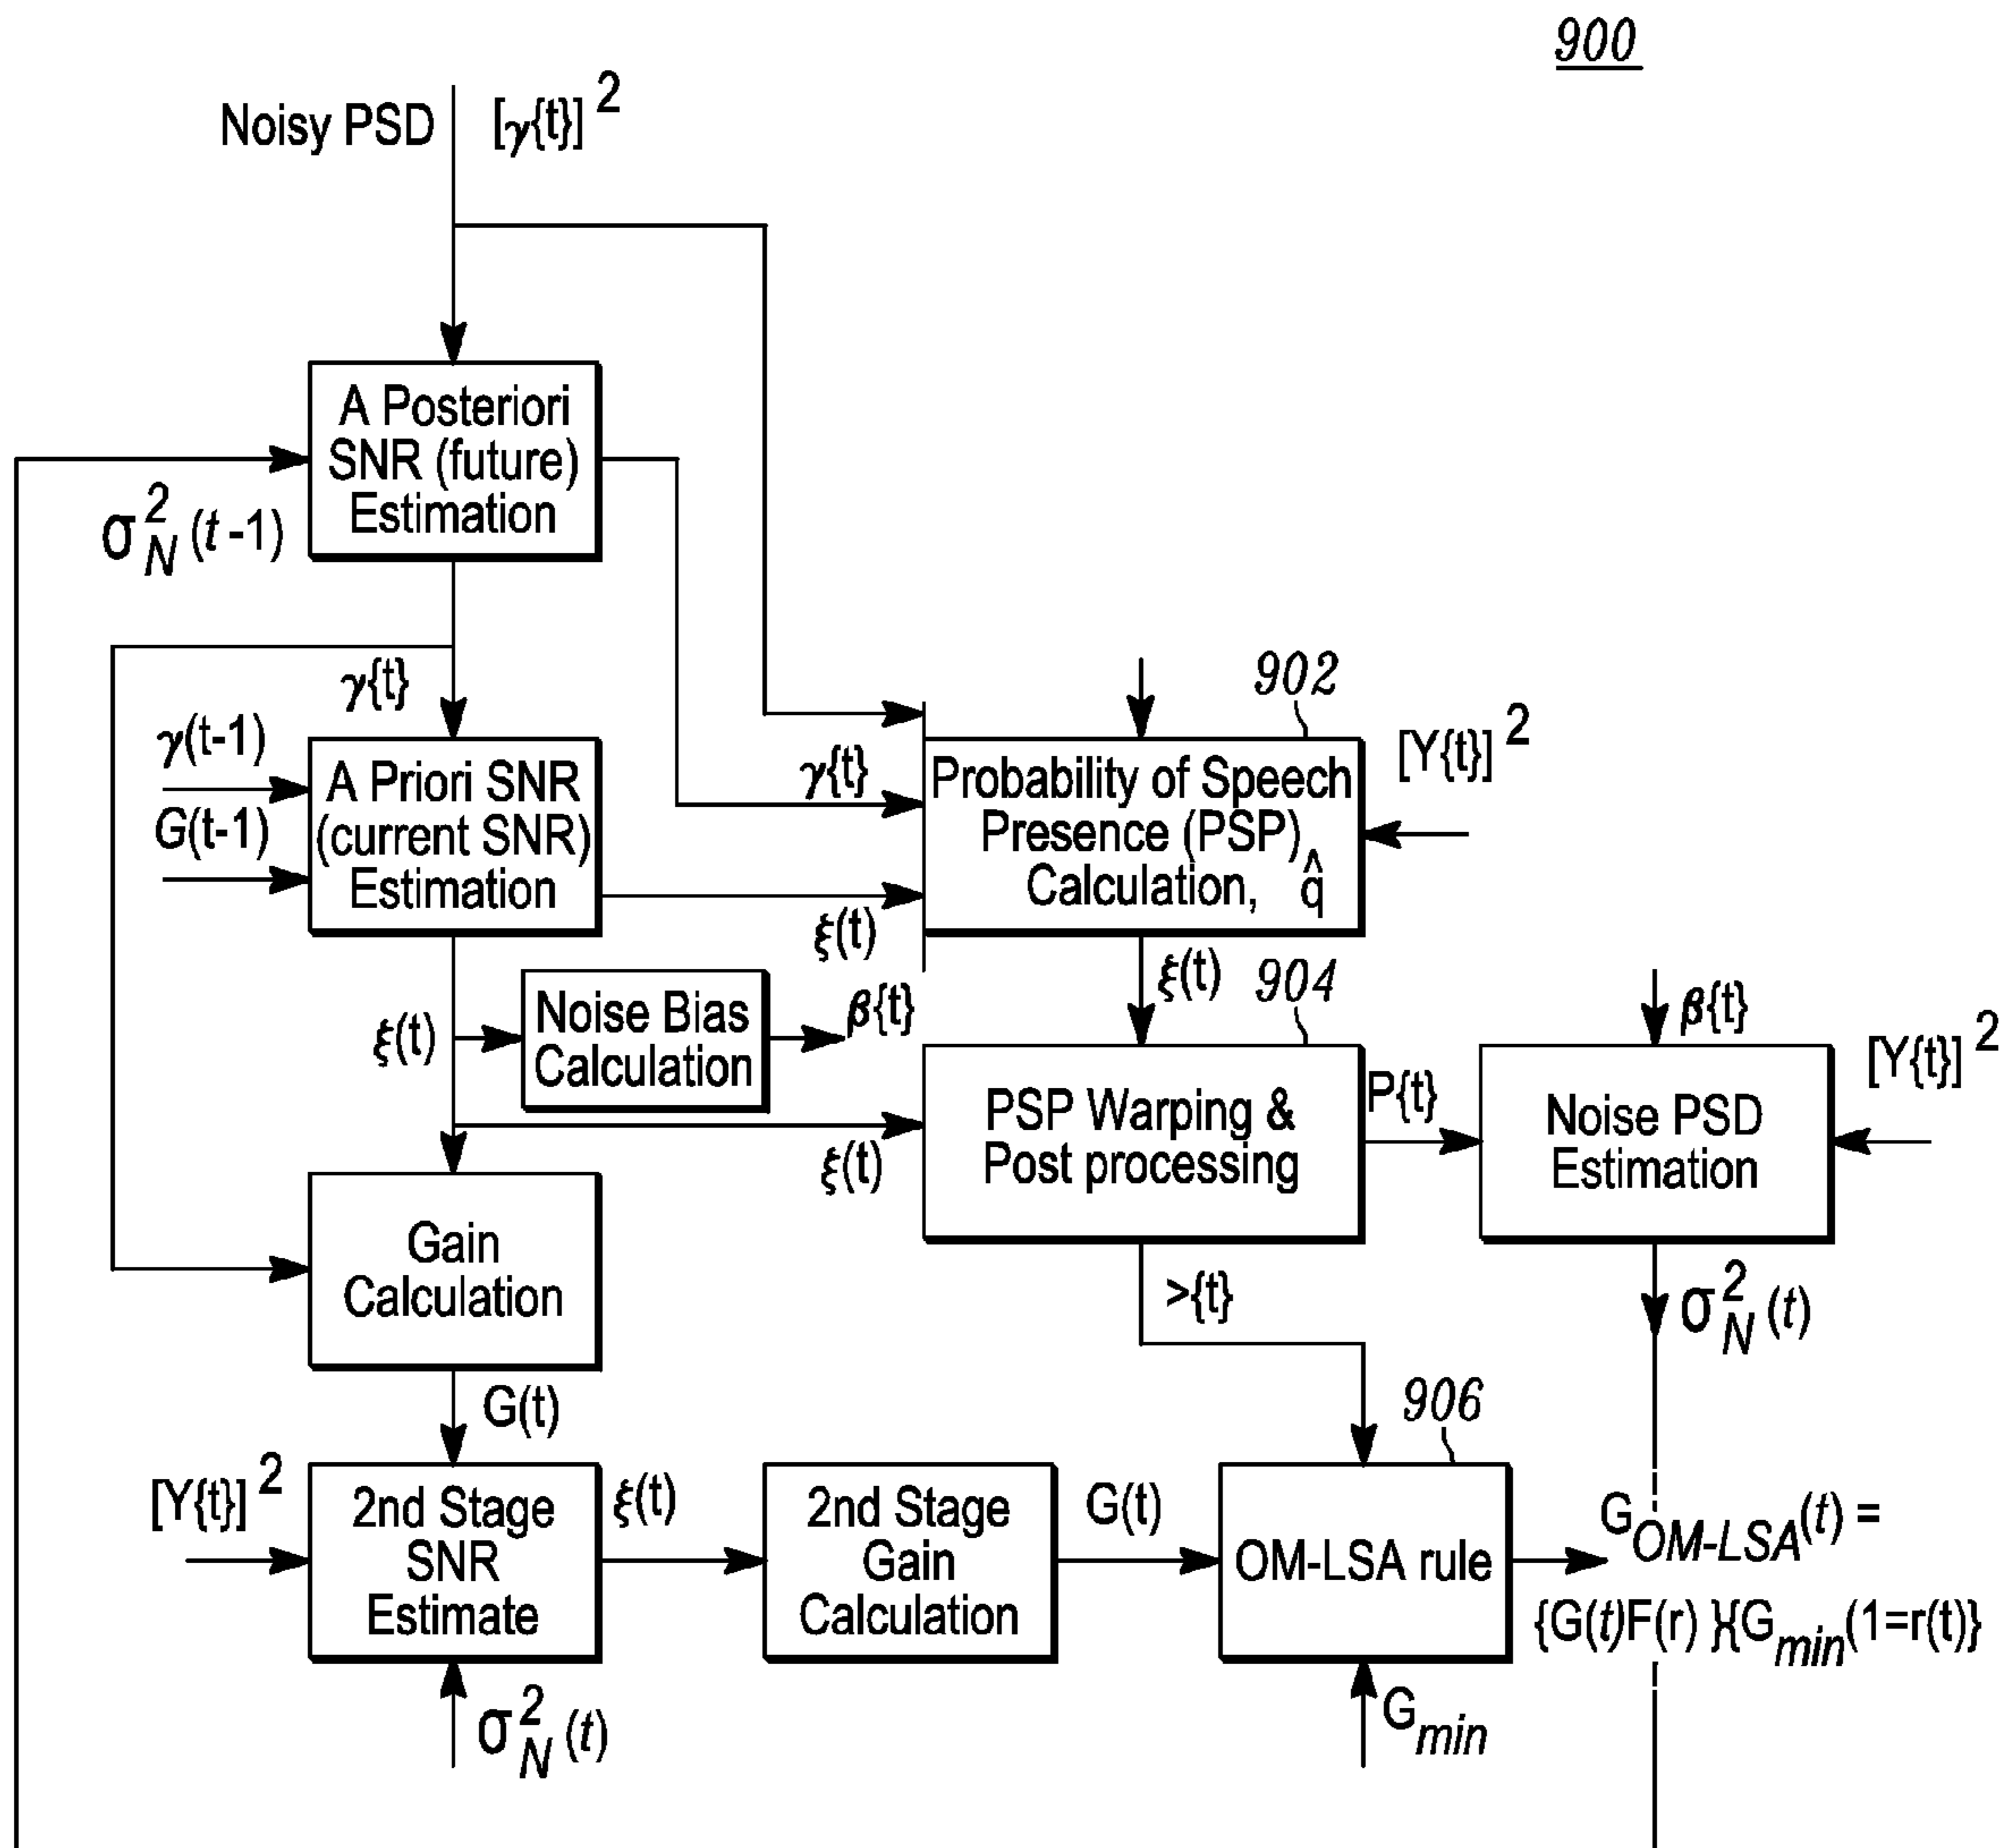 900
Noisy PSD
[γ{t}]²
A Posteriori
SNR (future)
Estimation
σ²N(t-1)
γ{t}
γ(t-1)
G(t-1)
A Priori SNR
(current SNR)
Estimation
γ{t}
ξ(t)
902
Probability of Speech
Presence (PSP)
Calculation, q̂
[Y{t}]²
ξ(t)
Noise Bias
Calculation
β{t}
ξ(t)
904
PSP Warping &
Post processing
ξ(t)
P{t}
β{t}
Noise PSD
Estimation
[Y{t}]²
Gain
Calculation
>{t}
σ²N(t)
G(t)
906
[Y{t}]²
2nd Stage
SNR
Estimate
ξ(t)
2nd Stage
Gain
Calculation
G(t)
OM-LSA rule
GOM-LSA(t) =
{G(t)F(r) }{Gmin(1=r(t)}
σ²N(t)
Gmin